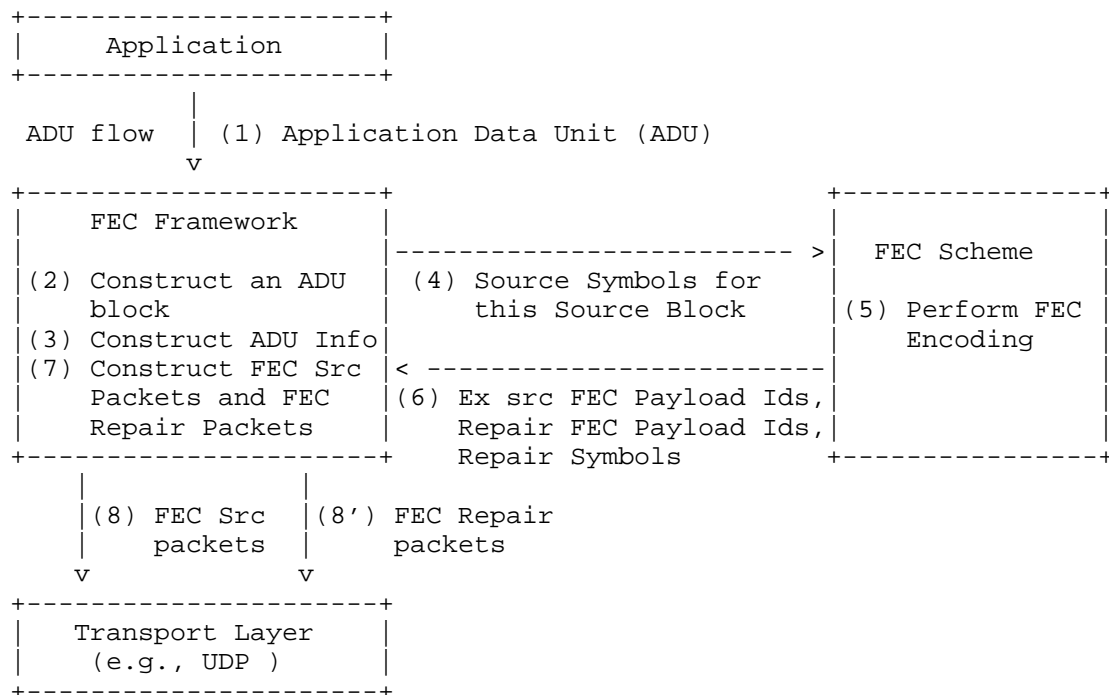 Application
ADU flow (1) Application Data Unit (ADU)
v
FEC Framework
> FEC Scheme
(2) Construct an ADU (4) Source Symbols for
block this Source Block (5) Perform FEC
(3) Construct ADU Info Encoding
(7) Construct FEC Src <
Packets and FEC (6) Ex src FEC Payload Ids,
Repair Packets Repair FEC Payload Ids,
Repair Symbols
(8) FEC Src (8') FEC Repair
packets packets
v v
Transport Layer
(e.g., UDP )